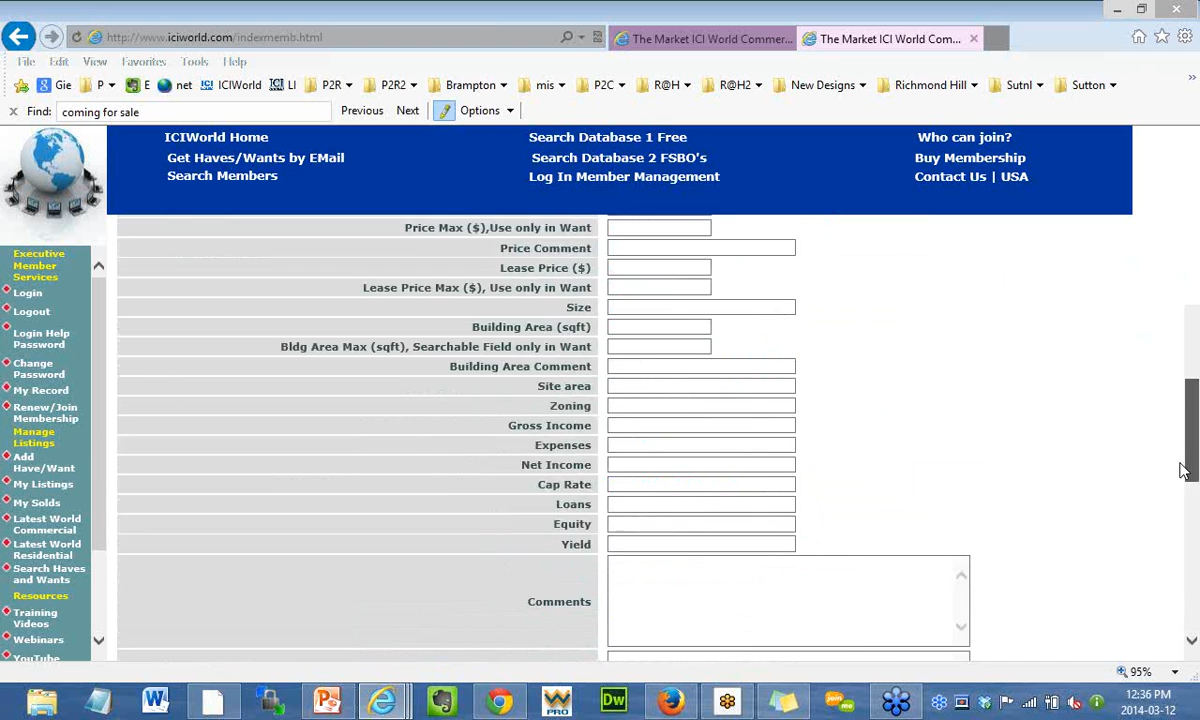 http://www.iciworld.com/indexmemb.html
The Market ICI World Commer...
The Market ICI World Com...
File Edit View Favorites Tools Help
Gie P E net ICIWorld LI P2R P2R2 Brampton mis P2C R@H R@H2 New Designs Richmond Hill Sutnl Sutton
Find: coming for sale Previous Next Options
ICIWorld Home Search Database 1 Free Who can join?
Get Haves/Wants by EMail Search Database 2 FSBO's Buy Membership
Search Members Log In Member Management Contact Us | USA
Executive
Member
Services
Login
Logout
Login Help
Password
Change
Password
My Record
Renew/Join
Membership
Manage
Listings
Add
Have/Want
My Listings
My Solds
Latest World
Commercial
Latest World
Residential
Search Haves
and Wants
Resources
Training
Videos
Webinars
YouTube
Price Max ($),Use only in Want
Price Comment
Lease Price ($)
Lease Price Max ($), Use only in Want
Size
Building Area (sqft)
Bldg Area Max (sqft), Searchable Field only in Want
Building Area Comment
Site area
Zoning
Gross Income
Expenses
Net Income
Cap Rate
Loans
Equity
Yield
Comments
95%
PRO
Dw
12:36 PM
2014-03-12